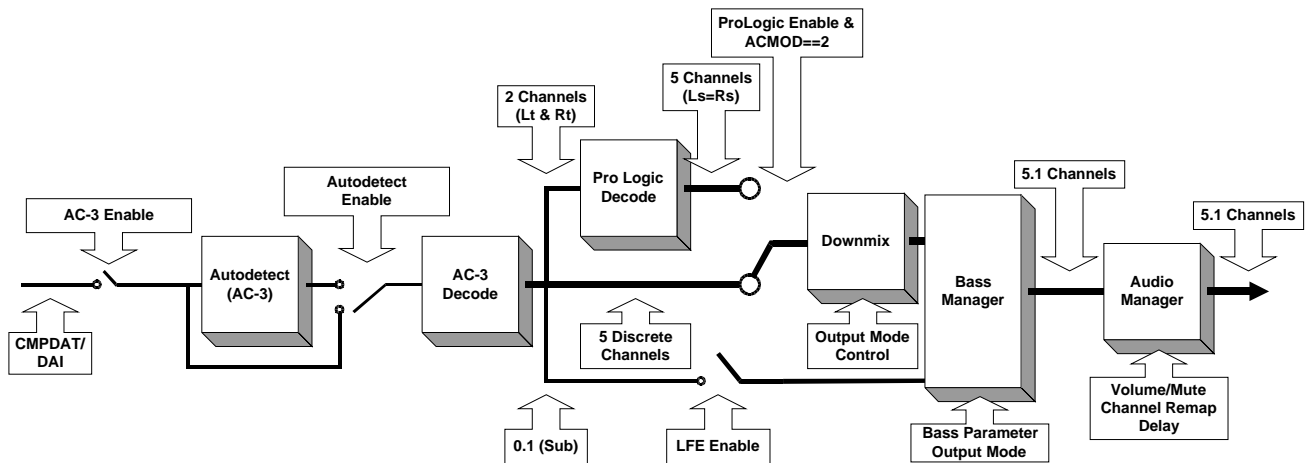 ProLogic Enable &
ACMOD==2
2 Channels
(Lt & Rt)
5 Channels
(Ls=Rs)
Pro Logic
Decode
5.1 Channels
5.1 Channels
Autodetect
Enable
AC-3 Enable
Autodetect
(AC-3)
AC-3
Decode
Downmix
Bass
Manager
Audio
Manager
CMPDAT/
DAI
5 Discrete
Channels
Output Mode
Control
Volume/Mute
Channel Remap
Delay
0.1 (Sub)
LFE Enable
Bass Parameter
Output Mode